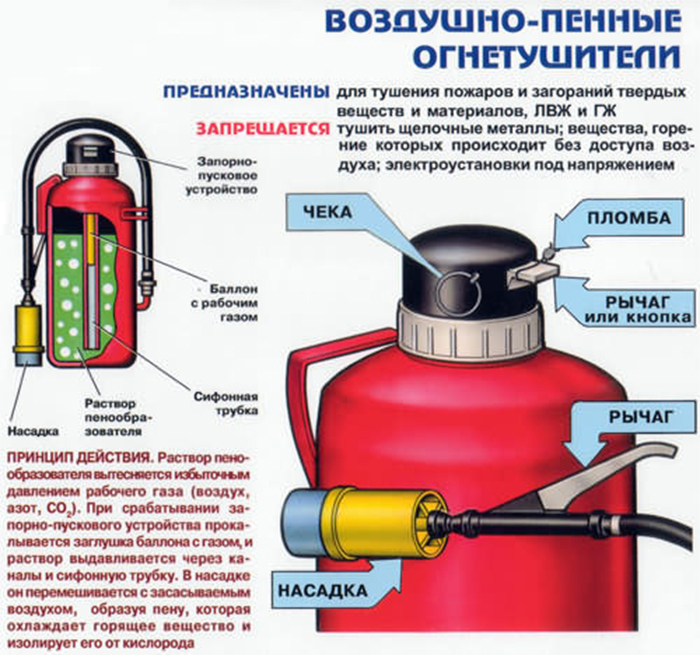 ВОЗДУШНО-ПЕННЫЕ
ОГНЕТУШИТЕЛИ
ПРЕДНАЗНАЧЕНЫ для тушения пожаров и загораний твердых
веществ и материалов, ЛВЖ и ГЖ
ЗАПРЕЩАЕТСЯ тушить щелочные металлы; вещества, горе-
ние которых происходит без доступа воз-
духа; электроустановки под напряжением
Запорно-
пусковое
устройство
Баллон
с рабочим
газом
Сифонная
трубка
Раствор
пенообра-
зователя
Насадка
ЧЕКА
ПЛОМБА
РЫЧАГ
ИЛИ КНОПКА
РЫЧАГ
НАСАДКА
ПРИНЦИП ДЕЙСТВИЯ. Раствор пено-
образователя вытесняется избыточным
давлением рабочего газа (воздух,
азот, CO₂). При срабатывании за-
порно-пускового устройства прока-
лывается заглушка баллона с газом, и
раствор выдавливается через ка-
налы и сифонную трубку. В насадке
он перемешивается с засасываемым
воздухом, образуя пену, которая
охлаждает горящее вещество и
изолирует его от кислорода